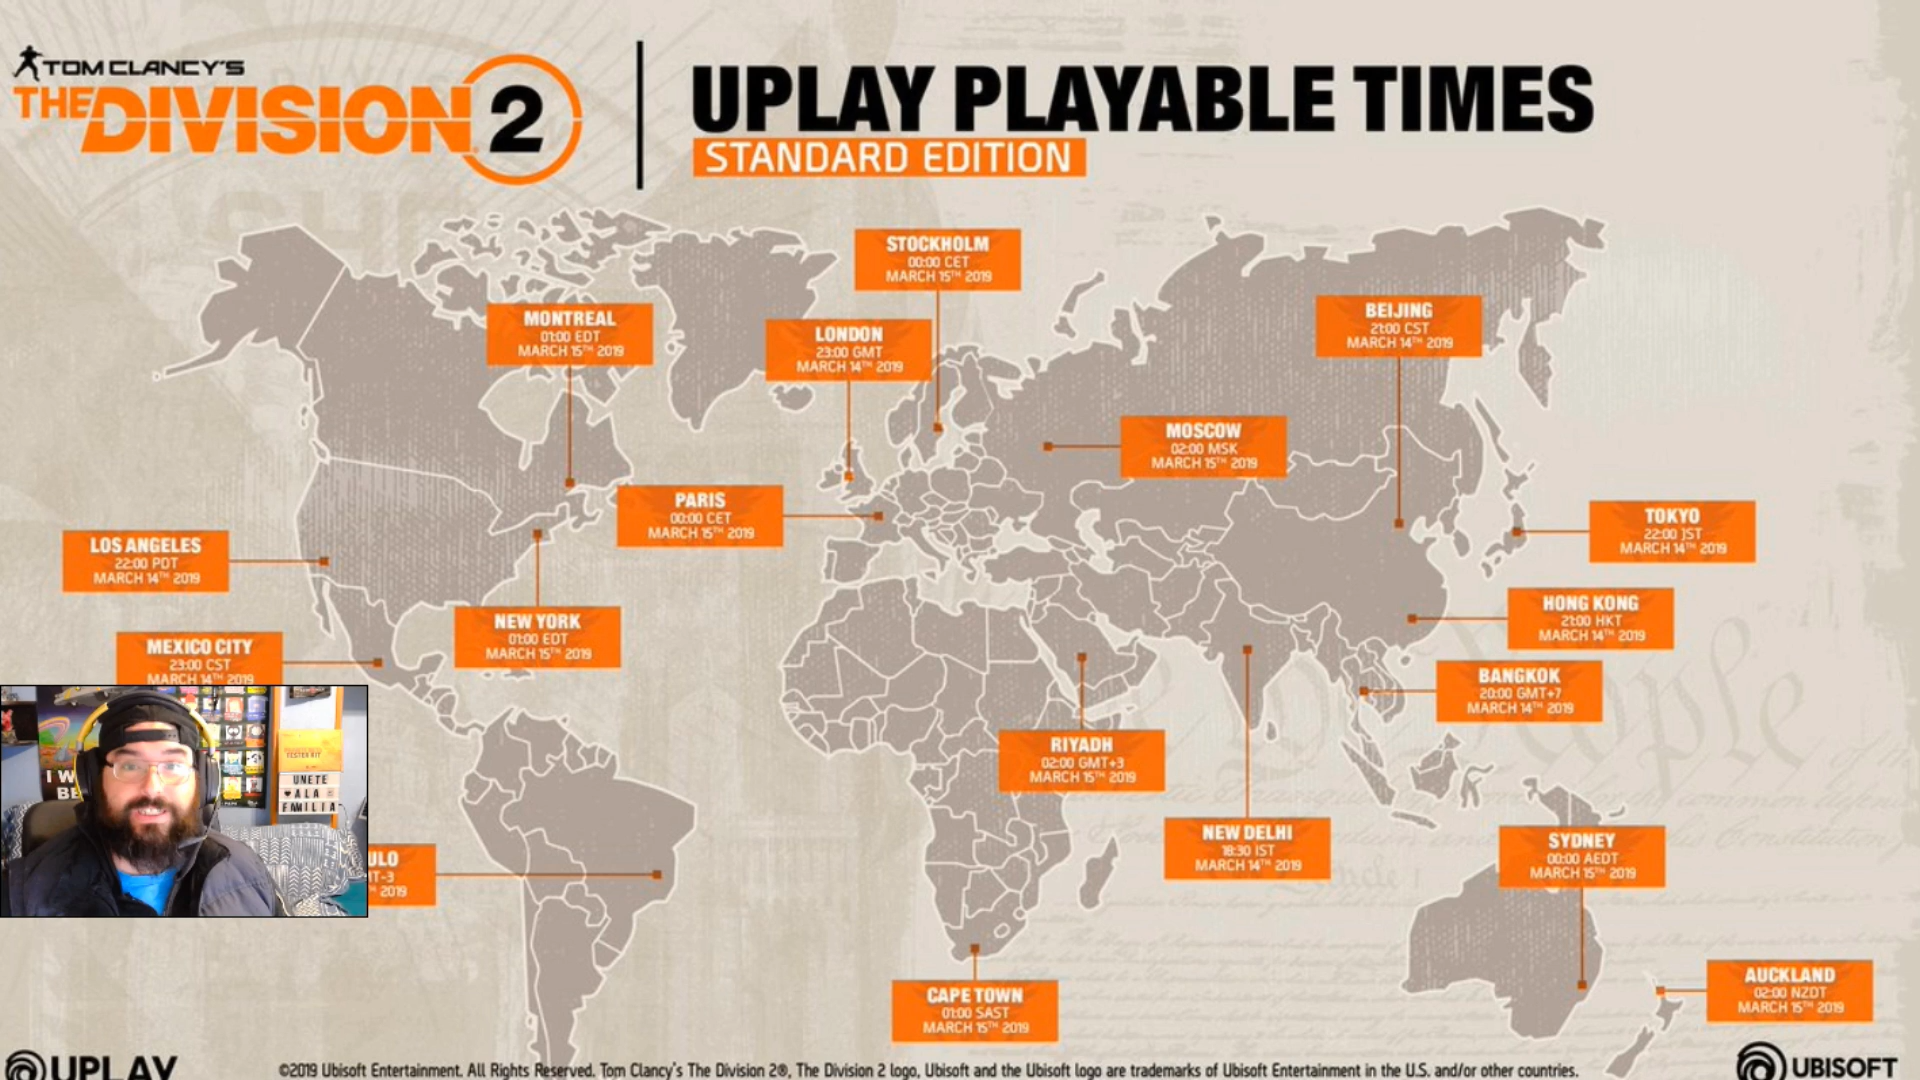 TOM CLANCY'S
THE DIVISION 2
UPLAY PLAYABLE TIMES
STANDARD EDITION
STOCKHOLM
00:00 CET
MARCH 15TH 2019
MONTREAL
01:00 EDT
MARCH 15TH 2019
LONDON
23:00 GMT
MARCH 14TH 2019
BEIJING
21:00 CST
MARCH 14TH 2019
MOSCOW
02:00 MSK
MARCH 15TH 2019
PARIS
00:00 CET
MARCH 15TH 2019
TOKYO
22:00 JST
MARCH 14TH 2019
LOS ANGELES
22:00 PDT
MARCH 14TH 2019
NEW YORK
01:00 EDT
MARCH 15TH 2019
HONG KONG
21:00 HKT
MARCH 14TH 2019
MEXICO CITY
23:00 CST
MARCH 14TH 2019
BANGKOK
20:00 GMT+7
MARCH 14TH 2019
RIYADH
02:00 GMT+3
MARCH 15TH 2019
NEW DELHI
18:30 IST
MARCH 14TH 2019
SYDNEY
00:00 AEDT
MARCH 15TH 2019
I W
BE
UNETE
A LA
FAMILIA
ULO
T-3
2019
CAPE TOWN
01:00 SAST
MARCH 15TH 2019
AUCKLAND
02:00 NZDT
MARCH 15TH 2019
UPLAY
©2019 Ubisoft Entertainment. All Rights Reserved. Tom Clancy's The Division 2®, The Division 2 logo, Ubisoft and the Ubisoft logo are trademarks of Ubisoft Entertainment in the U.S. and/or other countries.
UBISOFT